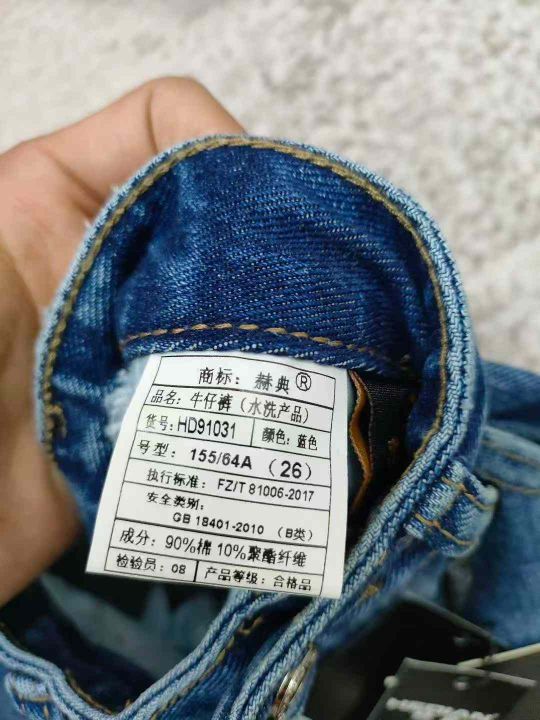 商标：赫典®
品名：牛仔裤（水洗产品）
货号：HD91031 颜色：蓝色
号型：155/64A（26）
执行标准：FZ/T 81006-2017
安全类别：
GB 18401-2010（B类）
成分：90%棉 10%聚酯纤维
检验员：08 产品等级：合格品